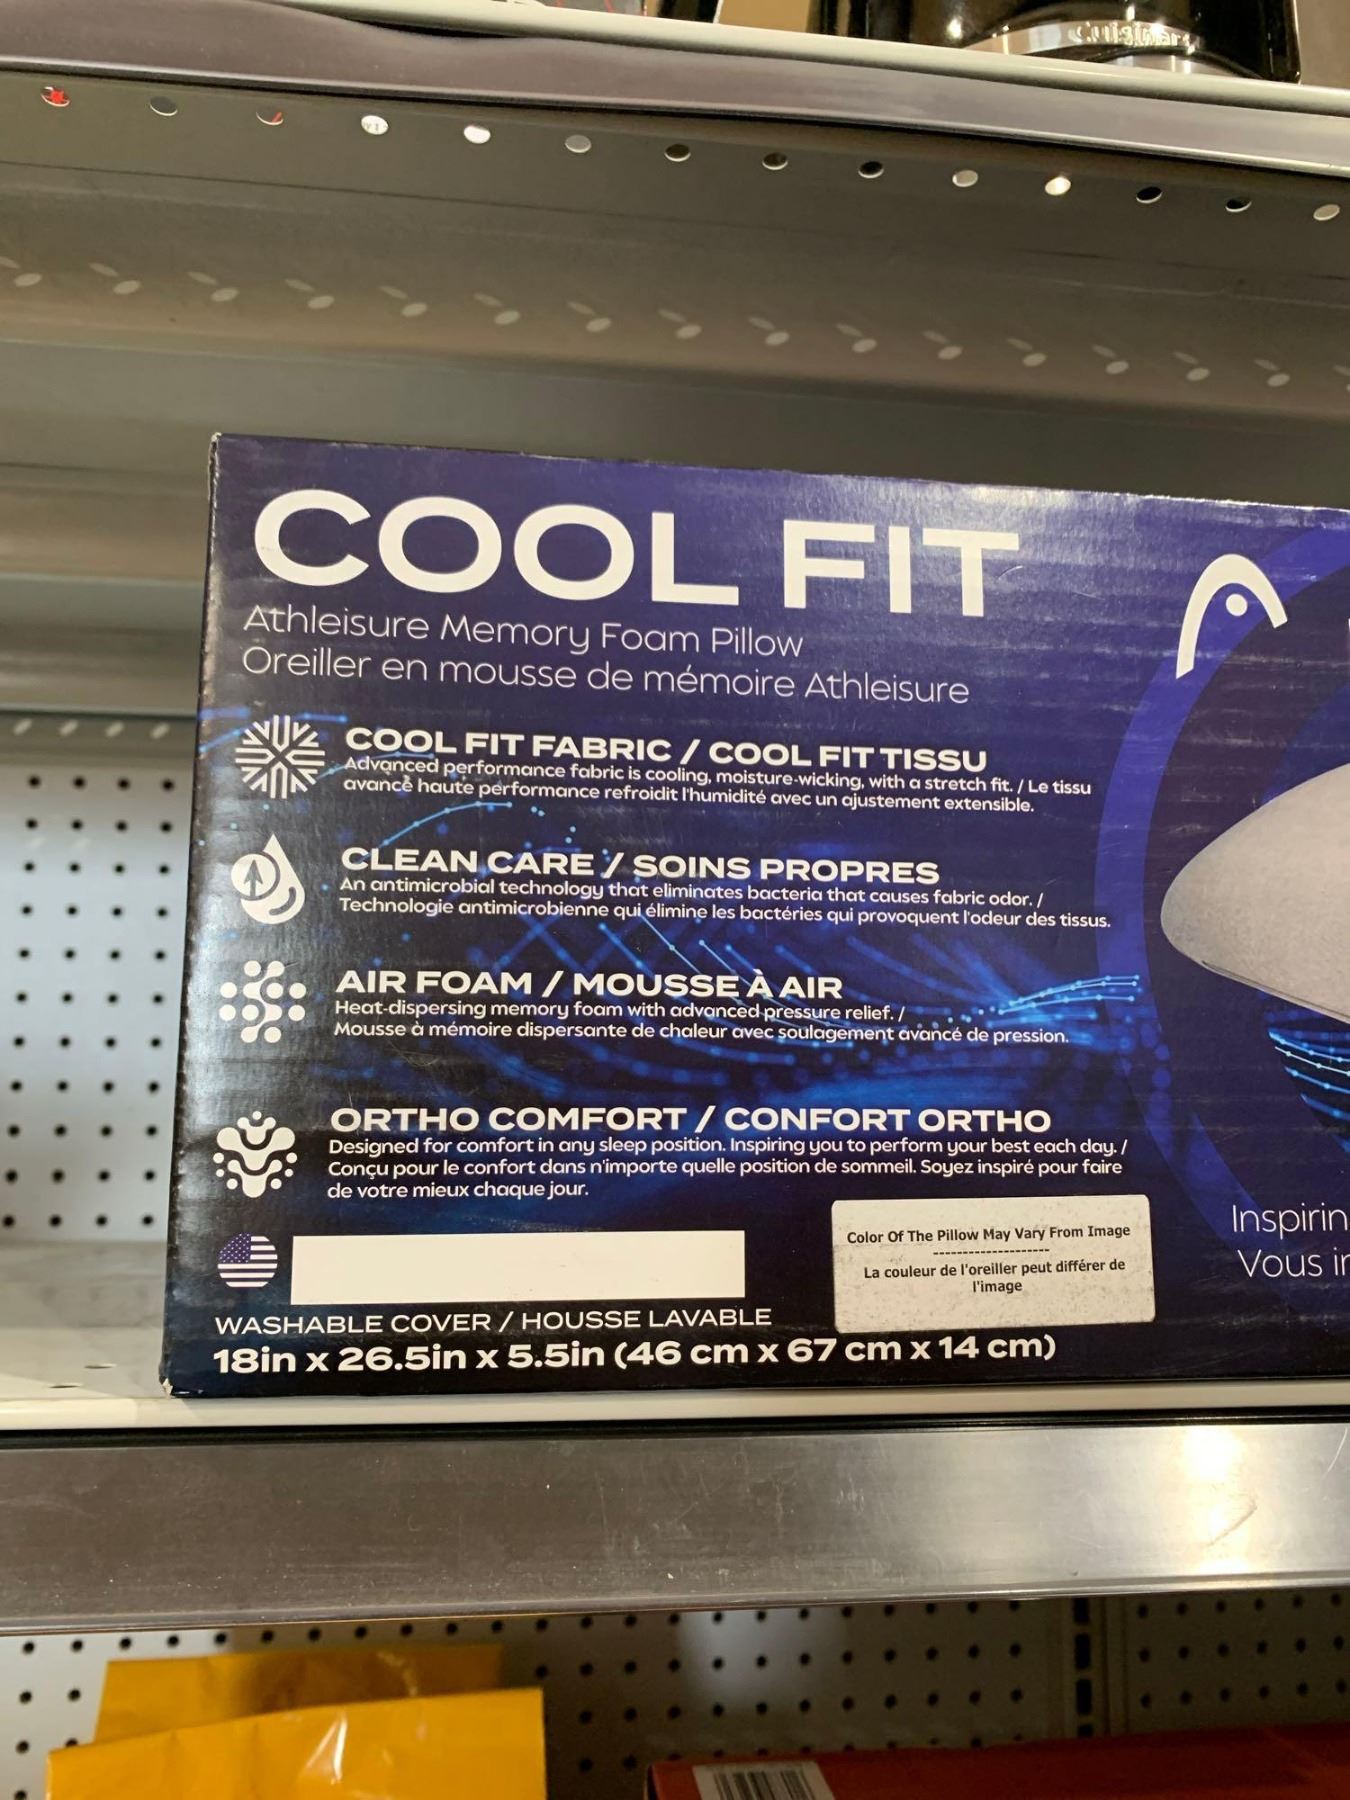 Cuisinart
COOL FIT
Athleisure Memory Foam Pillow
Oreiller en mousse de mémoire Athleisure
COOL FIT FABRIC / COOL FIT TISSU
Advanced performance fabric is cooling, moisture-wicking, with a stretch fit. / Le tissu
avancè haute performance refroidit l'humidité avec un ajustement extensible.
CLEAN CARE / SOINS PROPRES
An antimicrobial technology that eliminates bacteria that causes fabric odor. /
Technologie antimicrobienne qui élimine les bactéries qui provoquent l'odeur des tissus.
AIR FOAM / MOUSSE À AIR
Heat-dispersing memory foam with advanced pressure relief. /
Mousse à mémoire dispersante de chaleur avec soulagement avancé de pression.
ORTHO COMFORT / CONFORT ORTHO
Designed for comfort in any sleep position. Inspiring you to perform your best each day. /
Conçu pour le confort dans n'importe quelle position de sommeil. Soyez inspiré pour faire
de votre mieux chaque jour.
Color Of The Pillow May Vary From Image
--------------------
La couleur de l'oreiller peut différer de
l'image
Inspirin
Vous ir
WASHABLE COVER / HOUSSE LAVABLE
18in x 26.5in x 5.5in (46 cm x 67 cm x 14 cm)